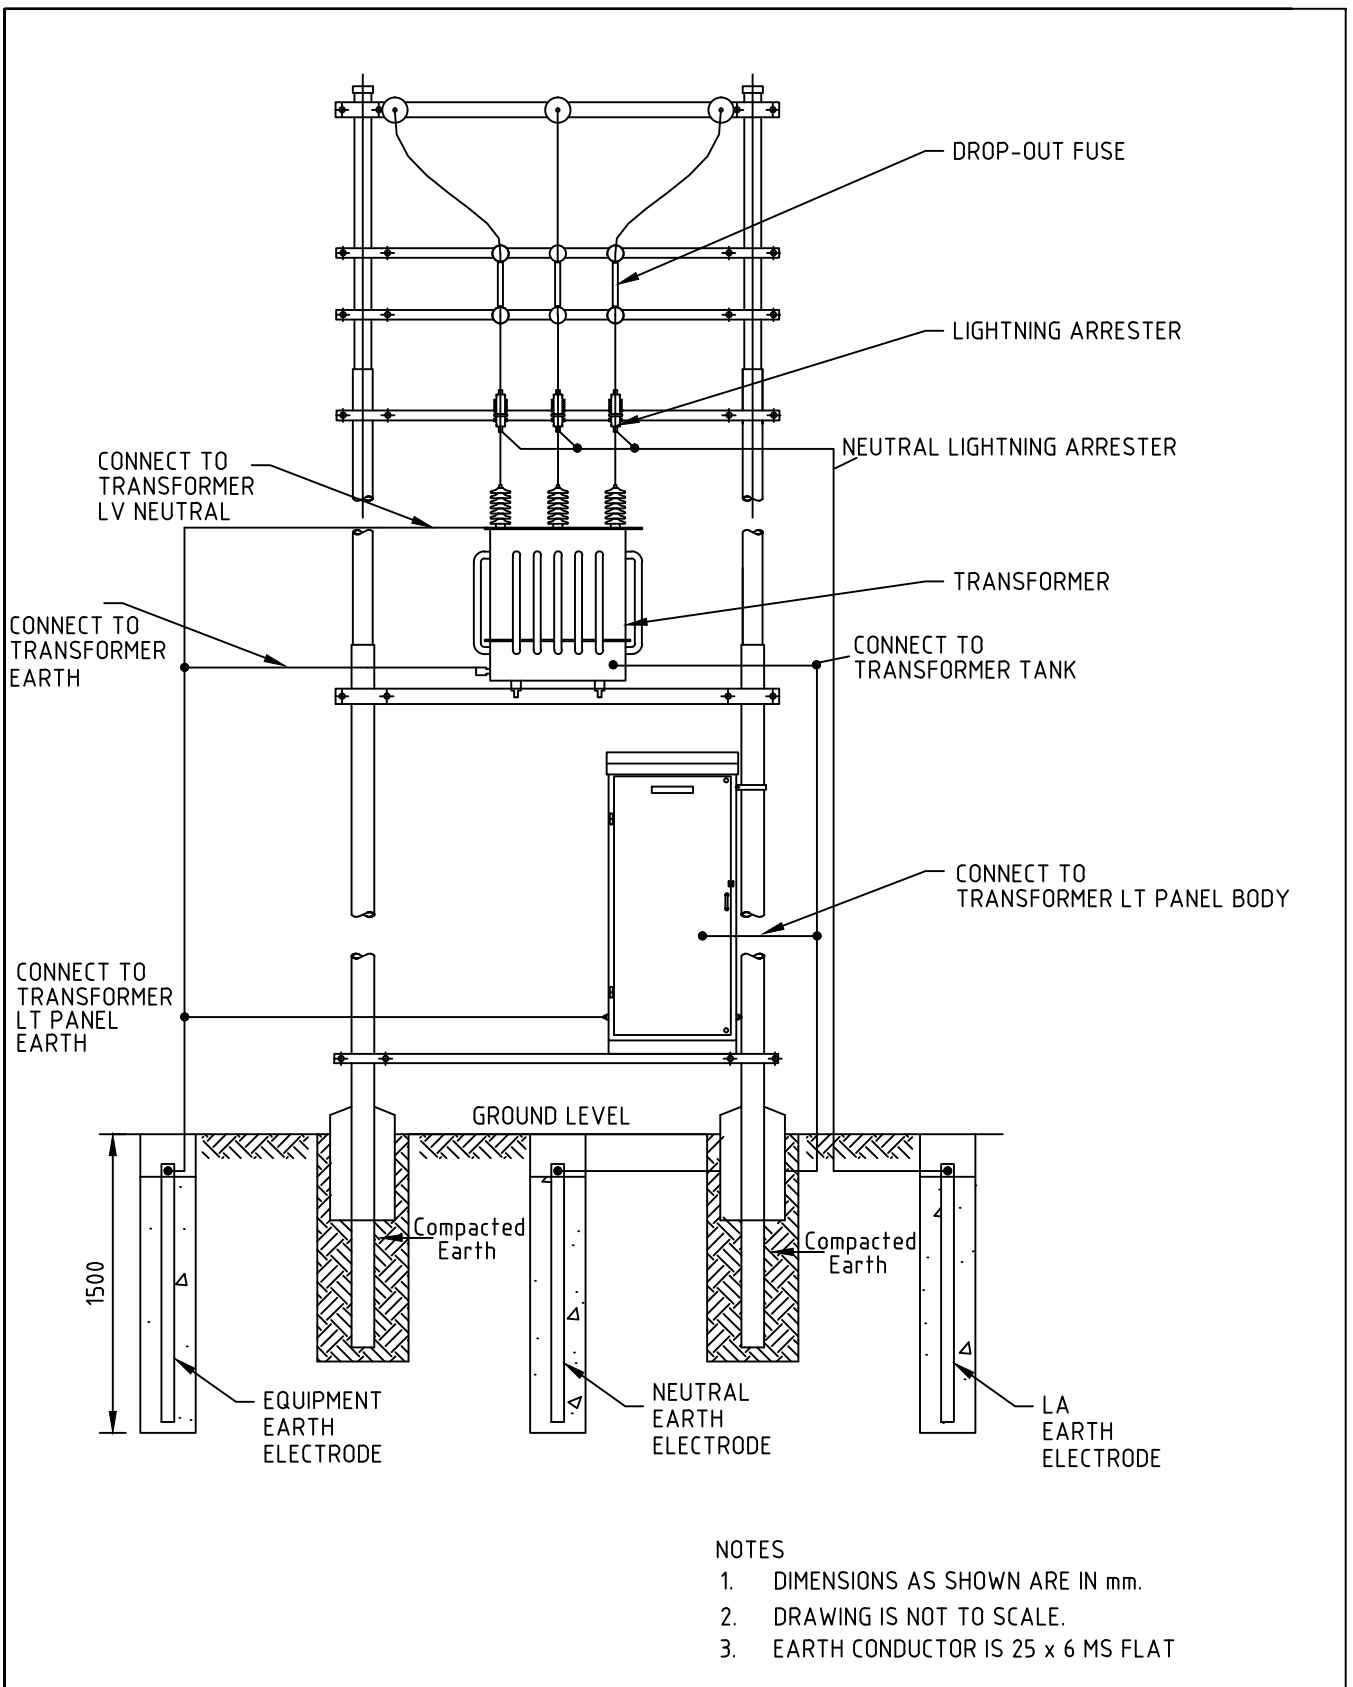 DROP-OUT FUSE
LIGHTNING ARRESTER
NEUTRAL LIGHTNING ARRESTER
CONNECT TO
TRANSFORMER
LV NEUTRAL
TRANSFORMER
CONNECT TO
TRANSFORMER
EARTH
CONNECT TO
TRANSFORMER TANK
CONNECT TO
TRANSFORMER LT PANEL BODY
CONNECT TO
TRANSFORMER
LT PANEL
EARTH
GROUND LEVEL
Compacted
Earth
Compacted
Earth
1500
EQUIPMENT
EARTH
ELECTRODE
NEUTRAL
EARTH
ELECTRODE
LA
EARTH
ELECTRODE
NOTES
1. DIMENSIONS AS SHOWN ARE IN mm.
2. DRAWING IS NOT TO SCALE.
3. EARTH CONDUCTOR IS 25 x 6 MS FLAT